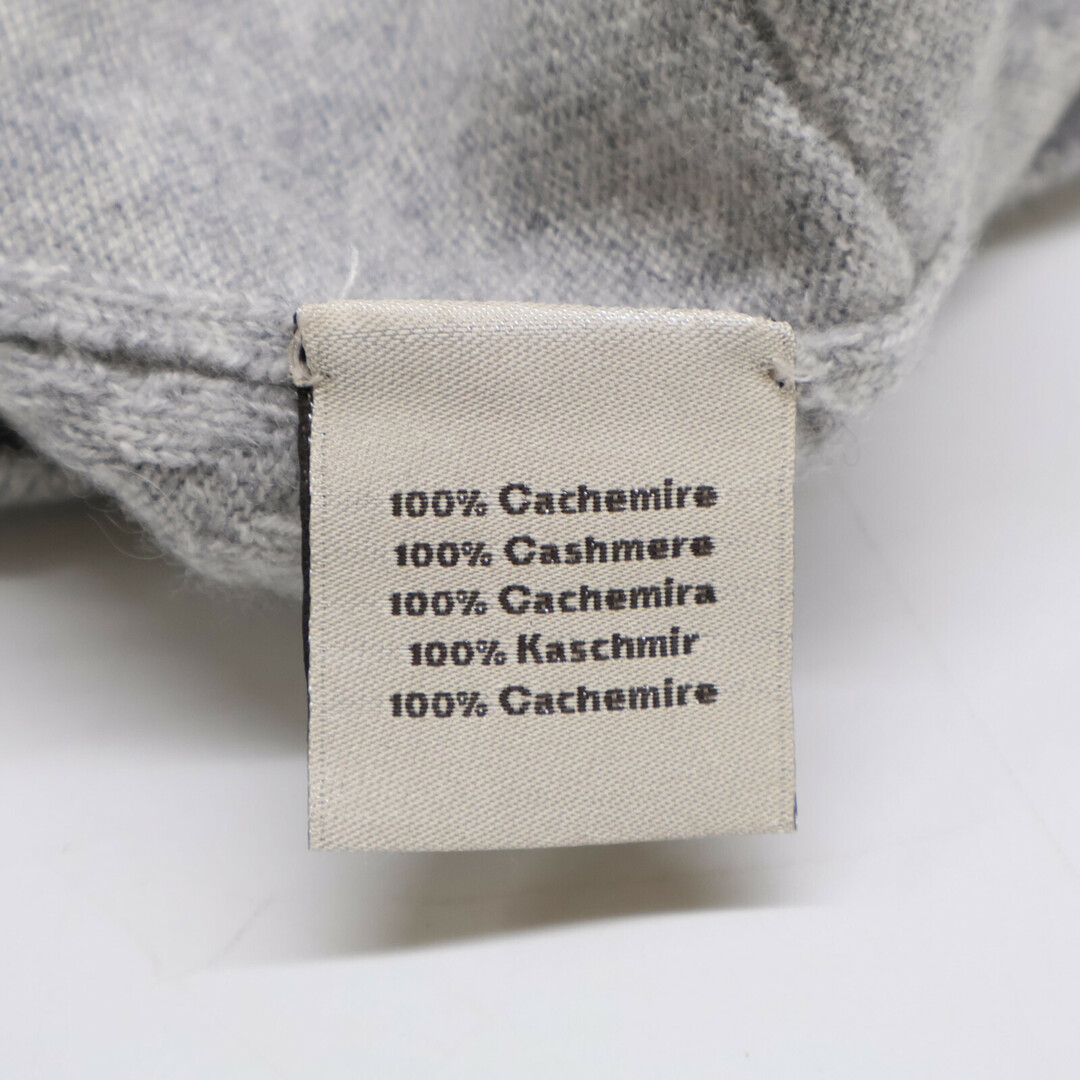 100% Cachemire
100% Cashmere
100% Cachemira
100% Kaschmir
100% Cachemire